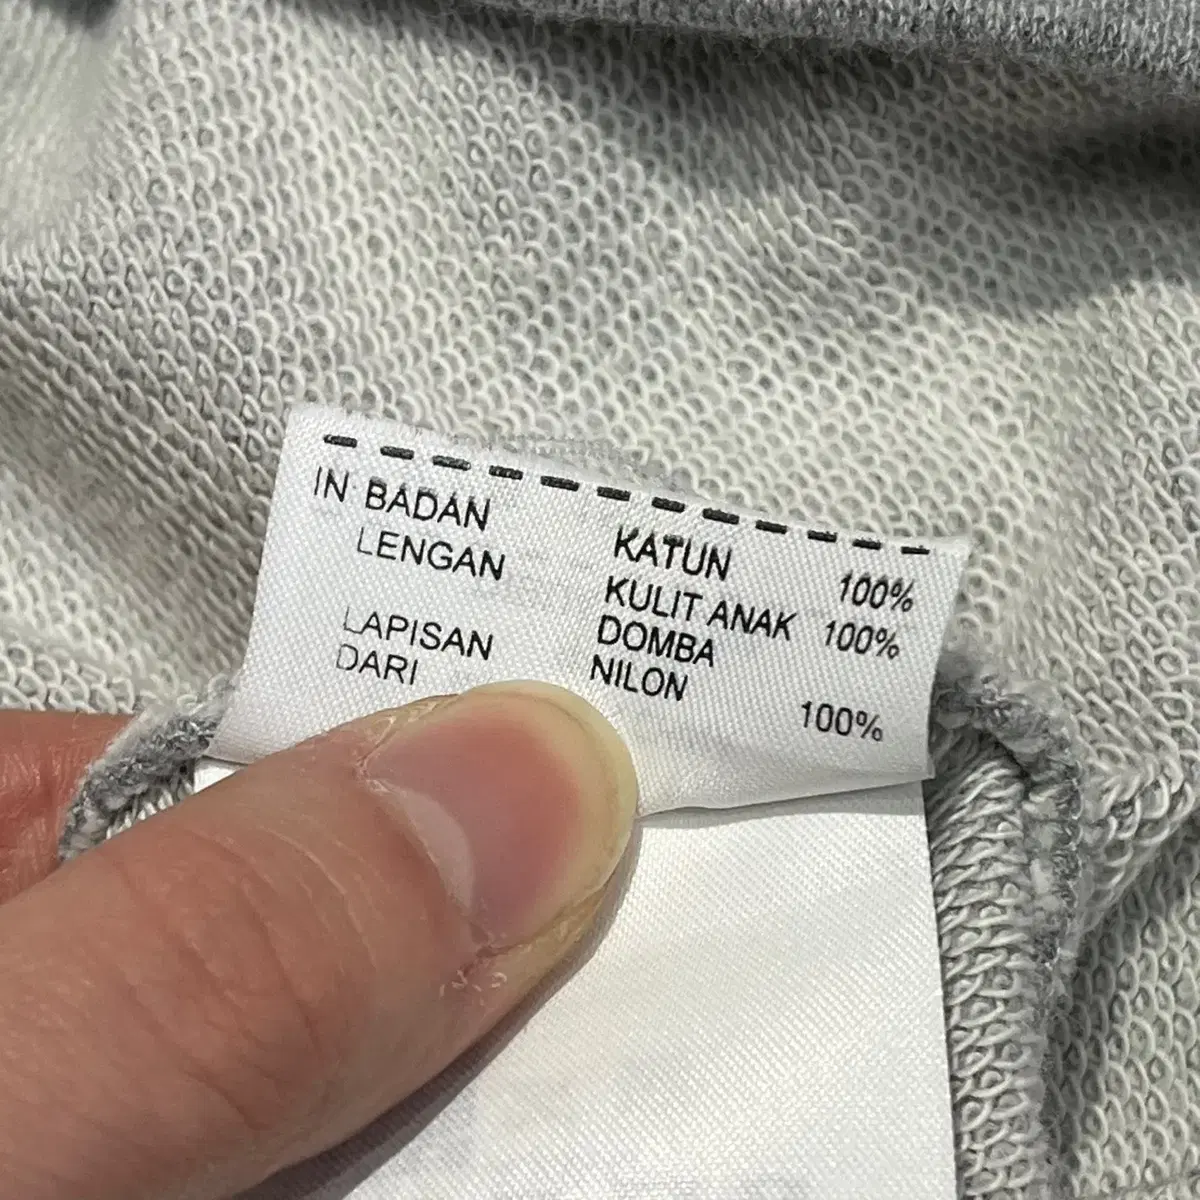 IN BADAN KATUN 100%
LENGAN KULIT ANAK 100%
DOMBA
LAPISAN NILON 100%
DARI